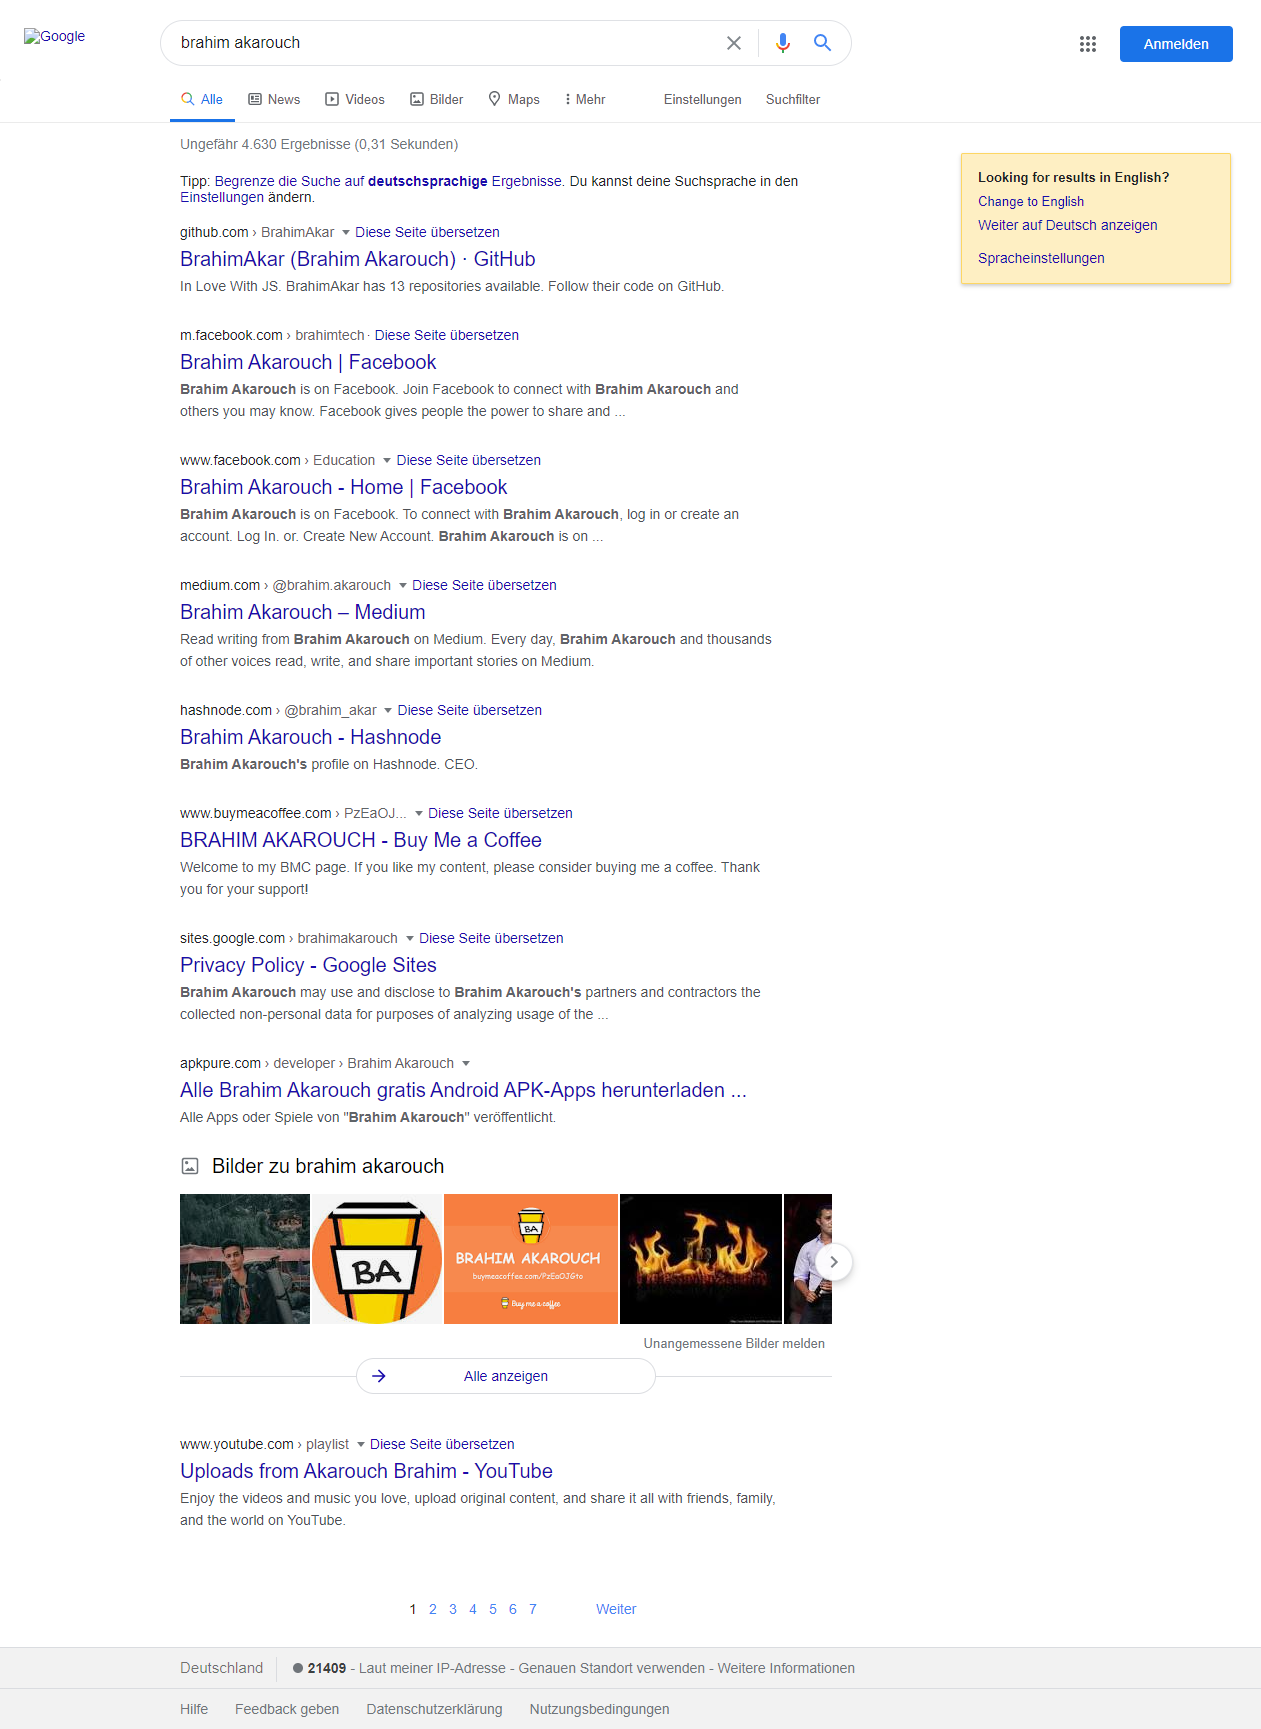 Google
brahim akarouch
Anmelden
Alle News Videos Bilder Maps Mehr Einstellungen Suchfilter
Ungefähr 4.630 Ergebnisse (0,31 Sekunden)
Tipp: Begrenze die Suche auf deutschsprachige Ergebnisse. Du kannst deine Suchsprache in den
Einstellungen ändern.
Looking for results in English?
Change to English
Weiter auf Deutsch anzeigen
Spracheinstellungen
github.com › BrahimAkar Diese Seite übersetzen
BrahimAkar (Brahim Akarouch) · GitHub
In Love With JS. BrahimAkar has 13 repositories available. Follow their code on GitHub.
m.facebook.com › brahimtech · Diese Seite übersetzen
Brahim Akarouch | Facebook
Brahim Akarouch is on Facebook. Join Facebook to connect with Brahim Akarouch and
others you may know. Facebook gives people the power to share and ...
www.facebook.com › Education Diese Seite übersetzen
Brahim Akarouch - Home | Facebook
Brahim Akarouch is on Facebook. To connect with Brahim Akarouch, log in or create an
account. Log In. or. Create New Account. Brahim Akarouch is on ...
medium.com › @brahim.akarouch Diese Seite übersetzen
Brahim Akarouch – Medium
Read writing from Brahim Akarouch on Medium. Every day, Brahim Akarouch and thousands
of other voices read, write, and share important stories on Medium.
hashnode.com › @brahim_akar Diese Seite übersetzen
Brahim Akarouch - Hashnode
Brahim Akarouch's profile on Hashnode. CEO.
www.buymeacoffee.com › PzEaOJ... Diese Seite übersetzen
BRAHIM AKAROUCH - Buy Me a Coffee
Welcome to my BMC page. If you like my content, please consider buying me a coffee. Thank
you for your support!
sites.google.com › brahimakarouch Diese Seite übersetzen
Privacy Policy - Google Sites
Brahim Akarouch may use and disclose to Brahim Akarouch's partners and contractors the
collected non-personal data for purposes of analyzing usage of the ...
apkpure.com › developer › Brahim Akarouch
Alle Brahim Akarouch gratis Android APK-Apps herunterladen ...
Alle Apps oder Spiele von "Brahim Akarouch" veröffentlicht.
Bilder zu brahim akarouch
BA
BA
BRAHIM AKAROUCH
buymeacoffee.com/PzEaOJGto
Buy me a coffee
Unangemessene Bilder melden
Alle anzeigen
www.youtube.com › playlist Diese Seite übersetzen
Uploads from Akarouch Brahim - YouTube
Enjoy the videos and music you love, upload original content, and share it all with friends, family,
and the world on YouTube.
1 2 3 4 5 6 7 Weiter
Deutschland 21409 - Laut meiner IP-Adresse - Genauen Standort verwenden - Weitere Informationen
Hilfe Feedback geben Datenschutzerklärung Nutzungsbedingungen